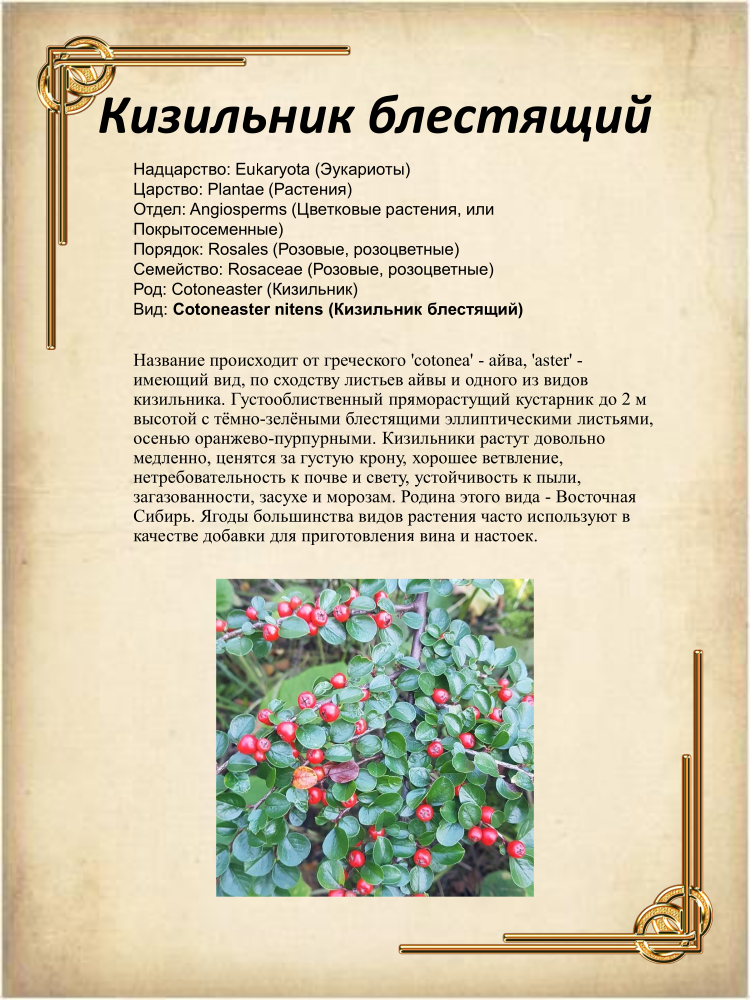 Кизильник блестящий
Надцарство: Eukaryota (Эукариоты)
Царство: Plantae (Растения)
Отдел: Angiosperms (Цветковые растения, или
Покрытосеменные)
Порядок: Rosales (Розовые, розоцветные)
Семейство: Rosaceae (Розовые, розоцветные)
Род: Cotoneaster (Кизильник)
Вид: Cotoneaster nitens (Кизильник блестящий)
Название происходит от греческого 'cotonea' - айва, 'aster' -
имеющий вид, по сходству листьев айвы и одного из видов
кизильника. Густооблиственный пряморастущий кустарник до 2 м
высотой с тёмно-зелёными блестящими эллиптическими листьями,
осенью оранжево-пурпурными. Кизильники растут довольно
медленно, ценятся за густую крону, хорошее ветвление,
нетребовательность к почве и свету, устойчивость к пыли,
загазованности, засухе и морозам. Родина этого вида - Восточная
Сибирь. Ягоды большинства видов растения часто используют в
качестве добавки для приготовления вина и настоек.